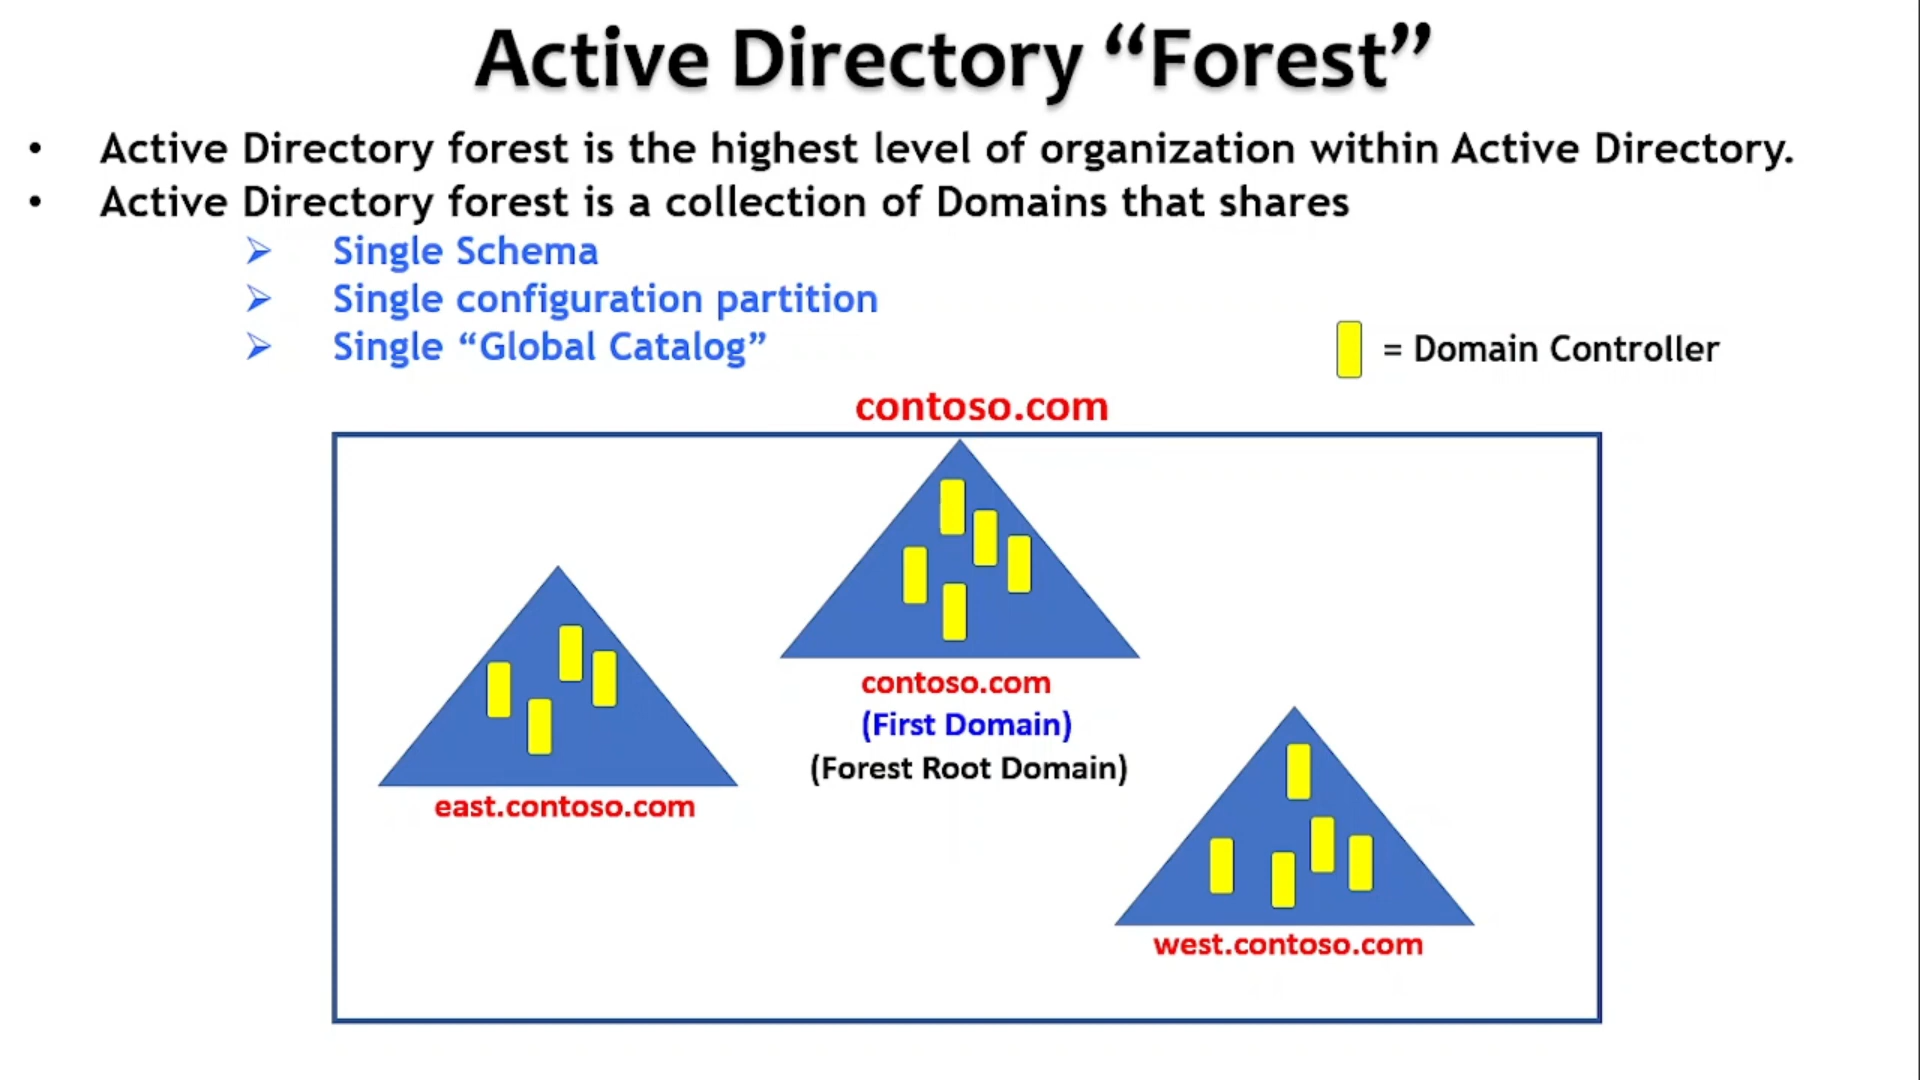 Active Directory “Forest”
• Active Directory forest is the highest level of organization within Active Directory.
• Active Directory forest is a collection of Domains that shares
➢ Single Schema
➢ Single configuration partition
➢ Single “Global Catalog”
= Domain Controller
contoso.com
contoso.com
(First Domain)
(Forest Root Domain)
east.contoso.com
west.contoso.com